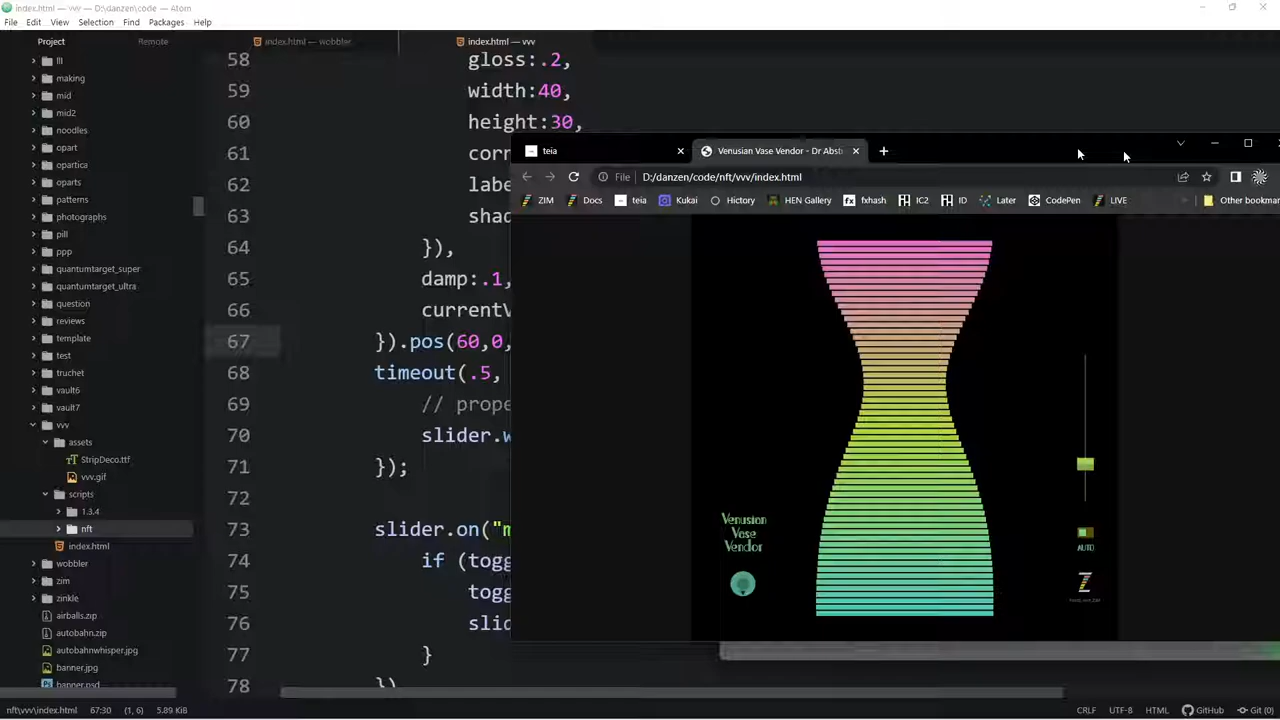 index.html — vvv — D:\danzen\code — Atom
File Edit View Selection Find Packages Help
Project Remote
lll
making
mid
mid2
noodles
opart
opartica
oparts
patterns
photographs
pill
ppp
quantumtarget_super
quantumtarget_ultra
question
reviews
template
test
truchet
vault6
vault7
vvv
assets
StripDeco.ttf
vvv.gif
scripts
1.3.4
nft
index.html
wobbler
zim
zinkle
airballs.zip
autobahn.zip
autobahnwhisper.jpg
banner.jpg
banner.psd
index.html — wobbler
index.html — vvv
58 gloss:.2,
59 width:40,
60 height:30,
61 corn
62 labe
63 shad
64 }),
65 damp:.1,
66 currentV
67 }).pos(60,0,
68 timeout(.5,
69 // prope
70 slider.w
71 });
72
73 slider.on("m
74 if (togg
75 togg
76 slid
77 }
78 })
teia
Venusian Vase Vendor - Dr Abst
File D:/danzen/code/nft/vvv/index.html
ZIM Docs teia Kukai Hictory HEN Gallery fxhash IC2 ID Later CodePen LIVE Other bookmar
Venusian
Vase
Vendor
AUTO
nft\vvv\index.html 67:30 (1, 6) 5.89 KiB CRLF UTF-8 HTML GitHub Git (0)